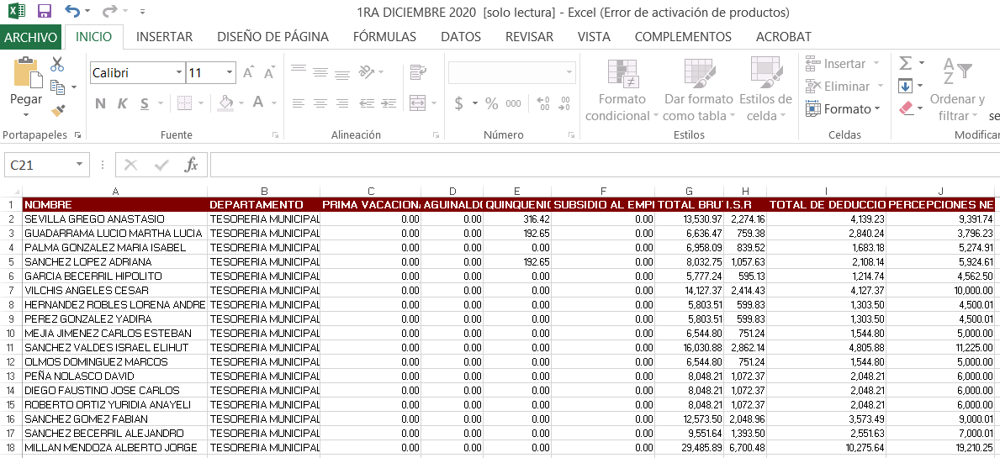 1RA DICIEMBRE 2020 [solo lectura] - Excel (Error de activación de productos)
ARCHIVO INICIO INSERTAR DISEÑO DE PÁGINA FÓRMULAS DATOS REVISAR VISTA COMPLEMENTOS ACROBAT
Calibri 11 Insertar
Pegar Formato Dar formato Estilos de Eliminar Ordenar y
N K S $ % 000 condicional como tabla celda Formato filtrar se
Portapapeles Fuente Alineación Número Estilos Celdas Modificar
C21 fx
A B C D E F G H I J
1 NOMBRE DEPARTAMENTO PRIMA VACACION AGUINALDO QUINQUENIO SUBSIDIO AL EMPL TOTAL BRUT I.S.R TOTAL DE DEDUCCIO PERCEPCIONES NE
2 SEVILLA GREGO ANASTASIO TESORERIA MUNICIPAL 0.00 0.00 316.42 0.00 13,530.97 2,274.16 4,139.23 9,391.74
3 GUADARRAMA LUCIO MARTHA LUCIA TESORERIA MUNICIPAL 0.00 0.00 192.65 0.00 6,636.47 759.38 2,840.24 3,796.23
4 PALMA GONZALEZ MARIA ISABEL TESORERIA MUNICIPAL 0.00 0.00 0.00 0.00 6,958.09 839.52 1,683.18 5,274.91
5 SANCHEZ LOPEZ ADRIANA TESORERIA MUNICIPAL 0.00 0.00 192.65 0.00 8,032.75 1,057.63 2,108.14 5,924.61
6 GARCIA BECERRIL HIPOLITO TESORERIA MUNICIPAL 0.00 0.00 0.00 0.00 5,777.24 595.13 1,214.74 4,562.50
7 VILCHIS ANGELES CESAR TESORERIA MUNICIPAL 0.00 0.00 0.00 0.00 14,127.37 2,414.43 4,127.37 10,000.00
8 HERNANDEZ ROBLES LORENA ANDRE TESORERIA MUNICIPAL 0.00 0.00 0.00 0.00 5,803.51 599.83 1,303.50 4,500.01
9 PEREZ GONZALEZ YADIRA TESORERIA MUNICIPAL 0.00 0.00 0.00 0.00 5,803.51 599.83 1,303.50 4,500.01
10 MEJIA JIMENEZ CARLOS ESTEBAN TESORERIA MUNICIPAL 0.00 0.00 0.00 0.00 6,544.80 751.24 1,544.80 5,000.00
11 SANCHEZ VALDES ISRAEL ELIHUT TESORERIA MUNICIPAL 0.00 0.00 0.00 0.00 16,030.88 2,862.14 4,805.88 11,225.00
12 OLMOS DOMINGUEZ MARCOS TESORERIA MUNICIPAL 0.00 0.00 0.00 0.00 6,544.80 751.24 1,544.80 5,000.00
13 PEÑA NOLASCO DAVID TESORERIA MUNICIPAL 0.00 0.00 0.00 0.00 8,048.21 1,072.37 2,048.21 6,000.00
14 DIEGO FAUSTINO JOSE CARLOS TESORERIA MUNICIPAL 0.00 0.00 0.00 0.00 8,048.21 1,072.37 2,048.21 6,000.00
15 ROBERTO ORTIZ YURIDIA ANAYELI TESORERIA MUNICIPAL 0.00 0.00 0.00 0.00 8,048.21 1,072.37 2,048.21 6,000.00
16 SANCHEZ GOMEZ FABIAN TESORERIA MUNICIPAL 0.00 0.00 0.00 0.00 12,573.50 2,048.96 3,573.49 9,000.01
17 SANCHEZ BECERRIL ALEJANDRO TESORERIA MUNICIPAL 0.00 0.00 0.00 0.00 9,551.64 1,393.50 2,551.63 7,000.01
18 MILLAN MENDOZA ALBERTO JORGE TESORERIA MUNICIPAL 0.00 0.00 0.00 0.00 29,485.89 6,700.48 10,275.64 19,210.25